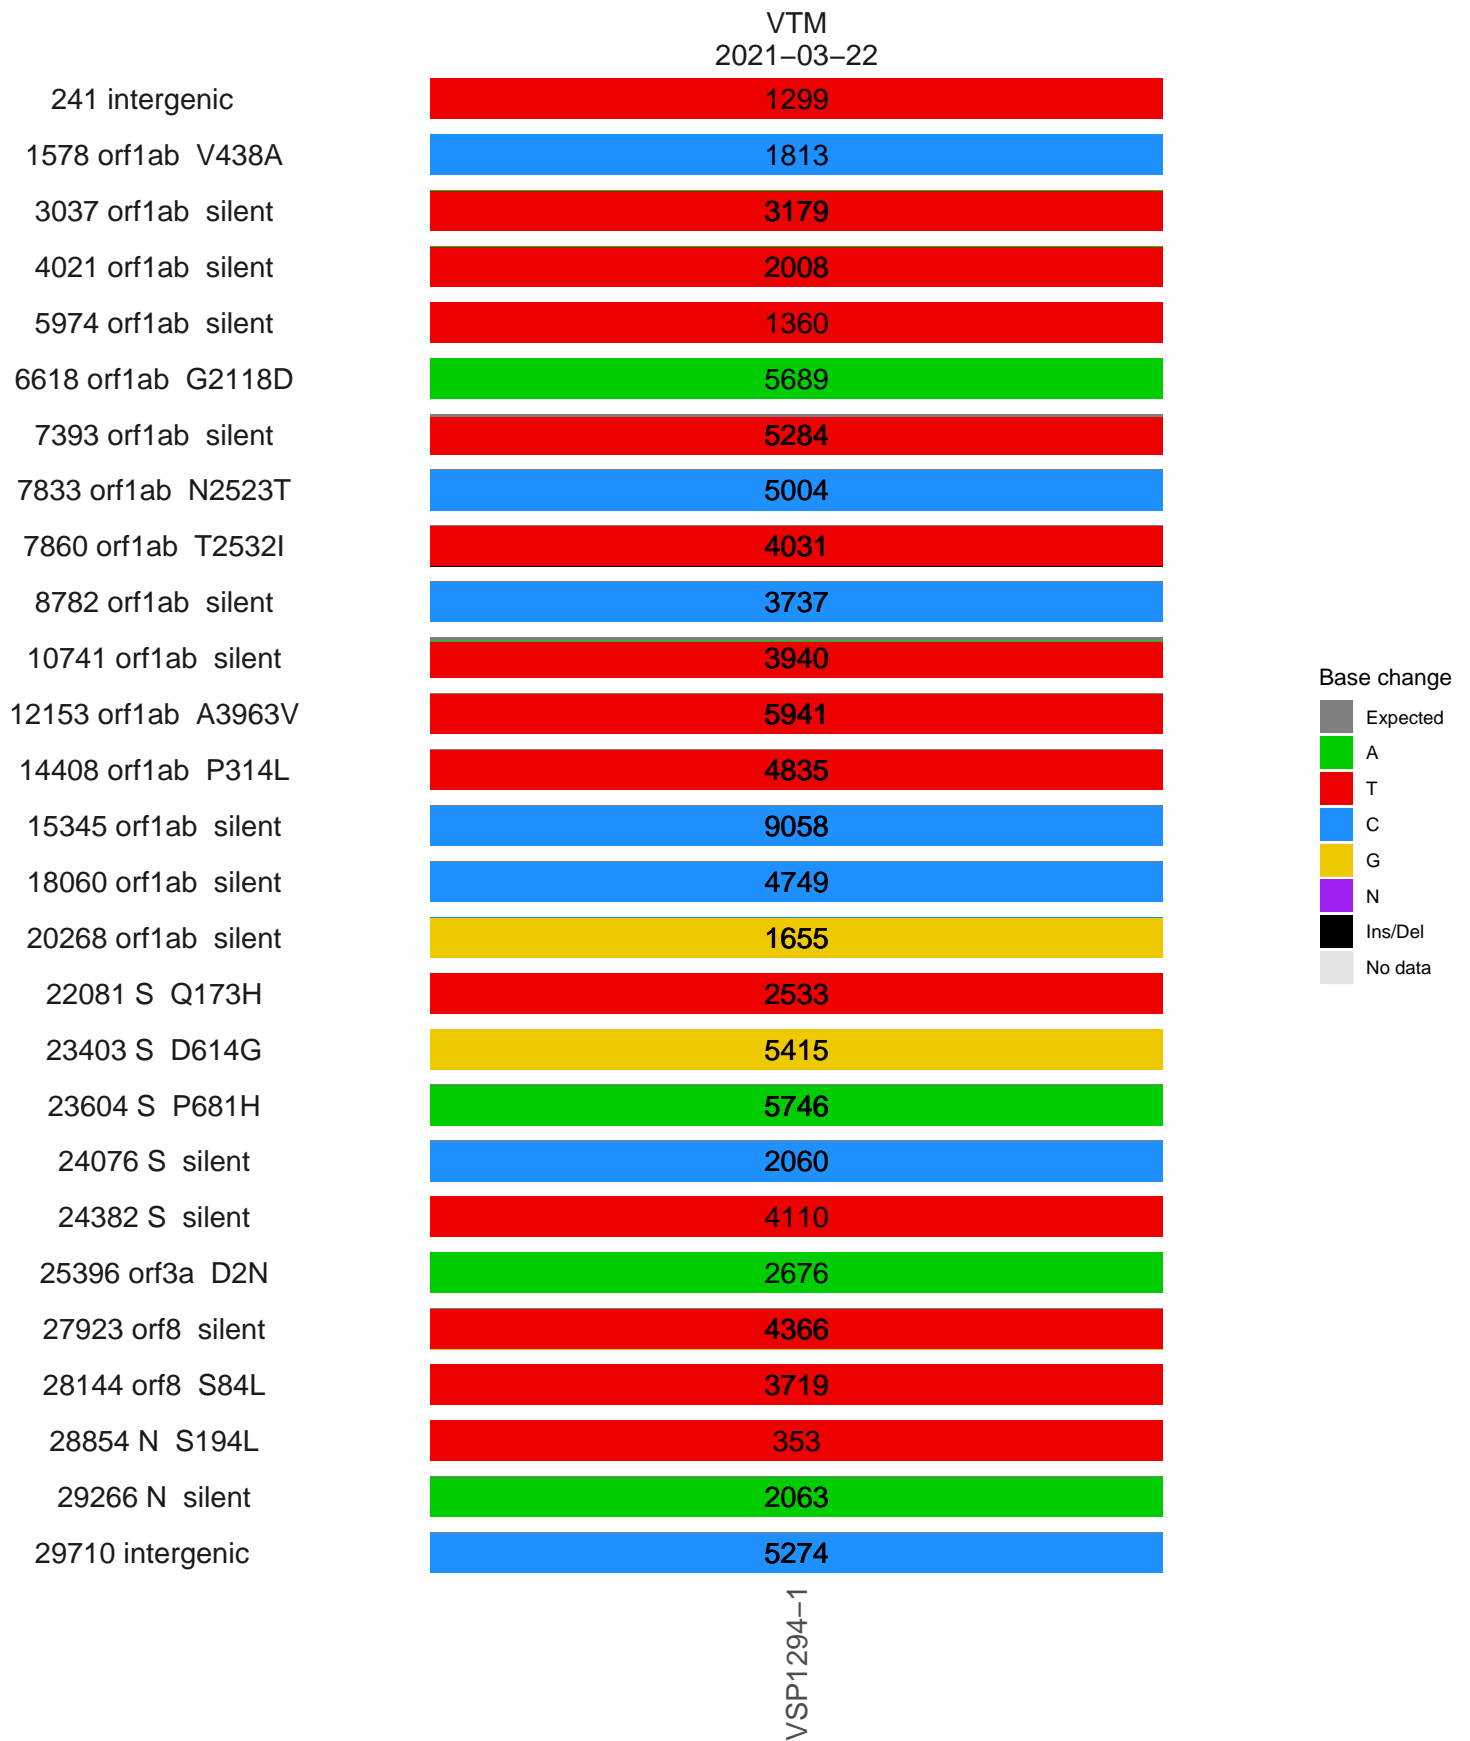 VTM
2021−03−22
241 intergenic 1299
1578 orf1ab V438A 1813
3037 orf1ab silent 3179
4021 orf1ab silent 2008
5974 orf1ab silent 1360
6618 orf1ab G2118D 5689
7393 orf1ab silent 5284
7833 orf1ab N2523T 5004
7860 orf1ab T2532I 4031
8782 orf1ab silent 3737
10741 orf1ab silent 3940
12153 orf1ab A3963V 5941
14408 orf1ab P314L 4835
15345 orf1ab silent 9058
18060 orf1ab silent 4749
20268 orf1ab silent 1655
22081 S Q173H 2533
23403 S D614G 5415
23604 S P681H 5746
24076 S silent 2060
24382 S silent 4110
25396 orf3a D2N 2676
27923 orf8 silent 4366
28144 orf8 S84L 3719
28854 N S194L 353
29266 N silent 2063
29710 intergenic 5274
VSP1294−1
Base change
Expected
A
T
C
G
N
Ins/Del
No data